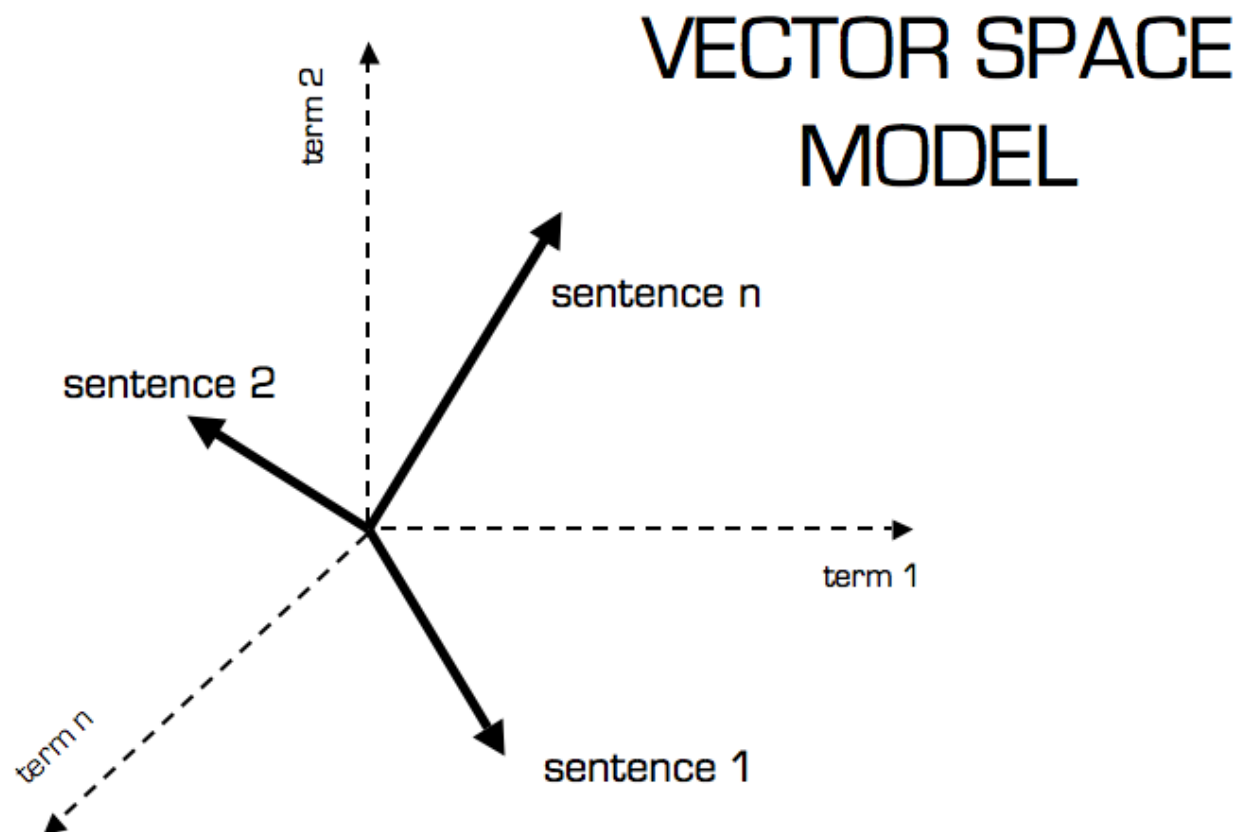 VECTOR SPACE
MODEL
term 2
sentence n
sentence 2
term 1
term n
sentence 1